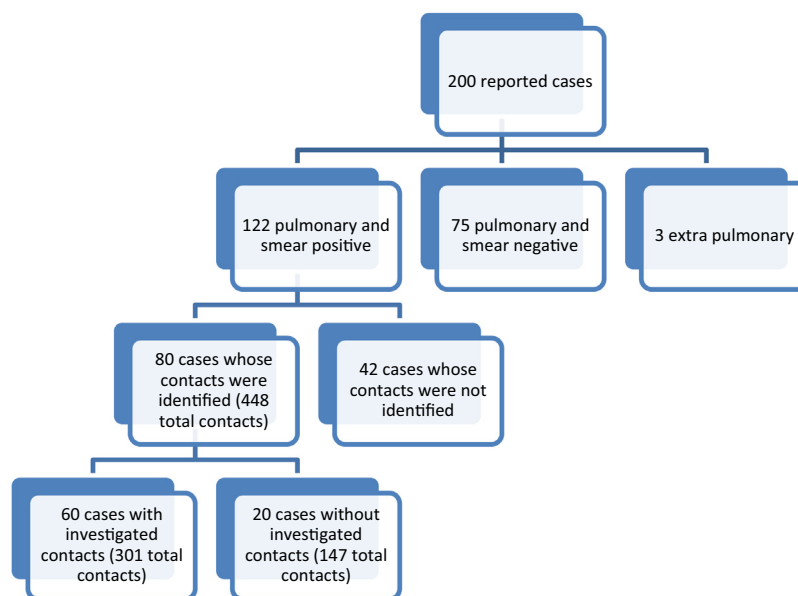 200 reported cases
122 pulmonary and
smear positive
75 pulmonary and
smear negative
3 extra pulmonary
80 cases whose
contacts were
identified (448
total contacts)
42 cases whose
contacts were not
identified
60 cases with
investigated
contacts (301 total
contacts)
20 cases without
investigated
contacts (147 total
contacts)